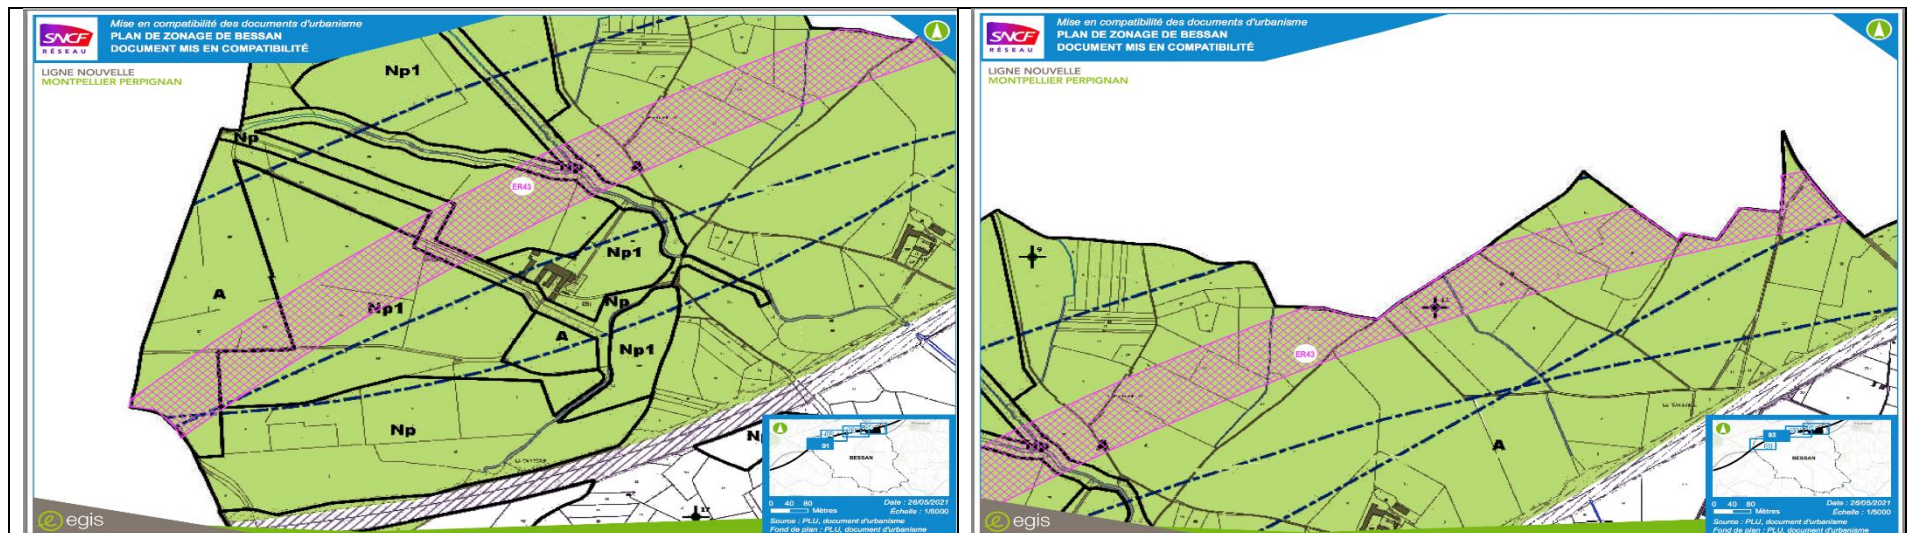 SNCF
RÉSEAU
Mise en compatibilité des documents d'urbanisme
PLAN DE ZONAGE DE BESSAN
DOCUMENT MIS EN COMPATIBILITÉ
LIGNE NOUVELLE
MONTPELLIER PERPIGNAN
Np1
Np
Np
A
ER43
A
Np1
Np1
Np
A
Np1
Np
17
01
BESSAN
0 40 80
Mètres
Date : 26/05/2021
Échelle : 1/5000
Source : PLU, document d'urbanisme
Fond de plan : PLU, document d'urbanisme
egis
SNCF
RÉSEAU
Mise en compatibilité des documents d'urbanisme
PLAN DE ZONAGE DE BESSAN
DOCUMENT MIS EN COMPATIBILITÉ
LIGNE NOUVELLE
MONTPELLIER PERPIGNAN
9
11
ER43
Np
A
A
02
BESSAN
0 40 80
Mètres
Date : 26/05/2021
Échelle : 1/5000
Source : PLU, document d'urbanisme
Fond de plan : PLU, document d'urbanisme
egis